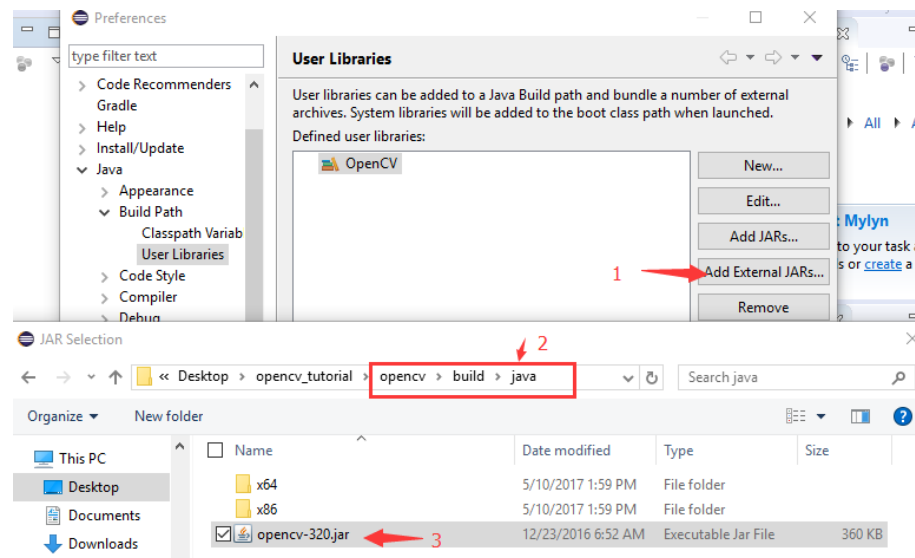 Preferences
type filter text
User Libraries
Code Recommenders
Gradle
Help
Install/Update
Java
Appearance
Build Path
Classpath Variab
User Libraries
Code Style
Compiler
Debug
User libraries can be added to a Java Build path and bundle a number of external
archives. System libraries will be added to the boot class path when launched.
Defined user libraries:
OpenCV
New...
Edit...
Add JARs...
1
Add External JARs...
Remove
All
Mylyn
to your task
s or create a
JAR Selection
2
« Desktop > opencv_tutorial > opencv > build > java
Search java
Organize
New folder
This PC
Desktop
Documents
Downloads
Name Date modified Type Size
x64 5/10/2017 1:59 PM File folder
x86 5/10/2017 1:59 PM File folder
opencv-320.jar 3 12/23/2016 6:52 AM Executable Jar File 360 KB